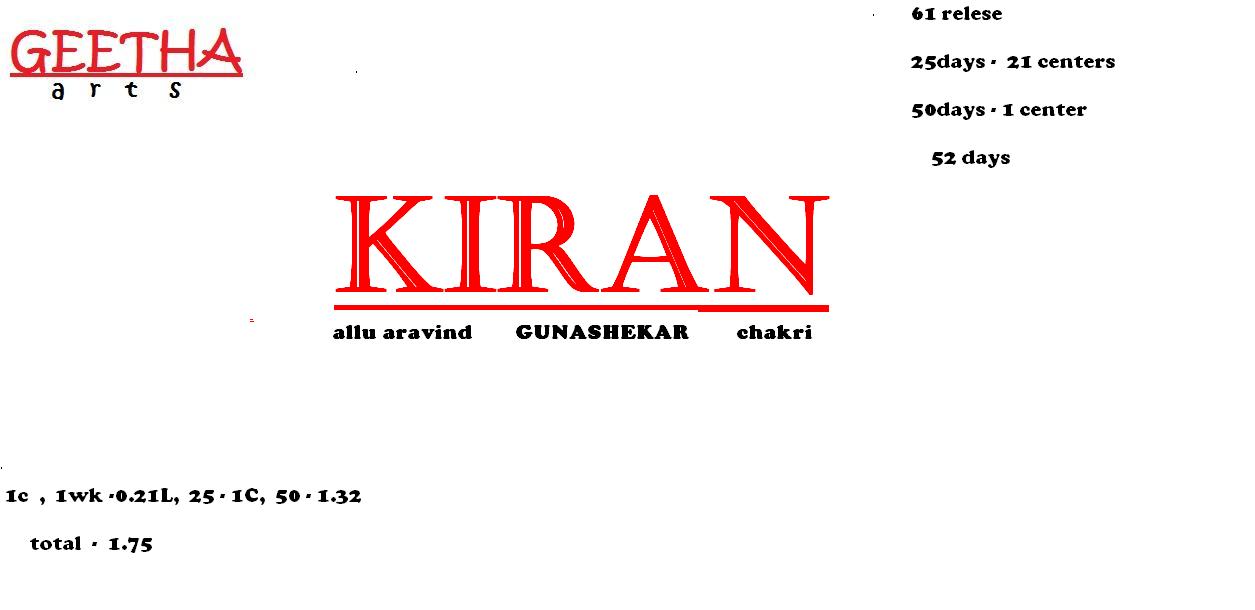 GEETHA
arts
61 relese
25days - 21 centers
50days - 1 center
52 days
KIRAN
allu aravind GUNASHEKAR chakri
1c , 1wk -0.21L, 25 - 1C, 50 - 1.32
total - 1.75